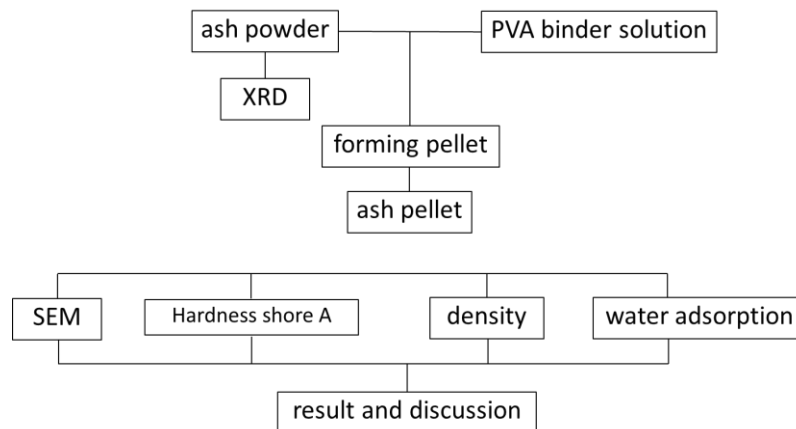 ash powder
PVA binder solution
XRD
forming pellet
ash pellet
SEM
Hardness shore A
density
water adsorption
result and discussion